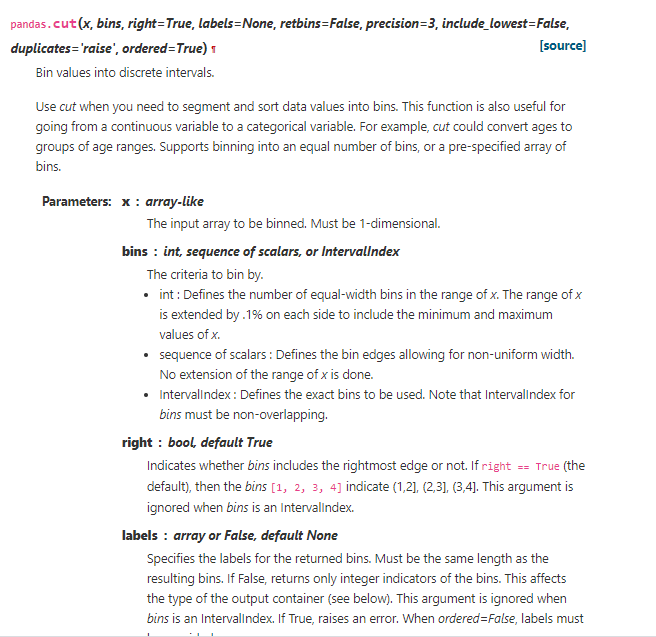 pandas.cut(x, bins, right=True, labels=None, retbins=False, precision=3, include_lowest=False,
duplicates='raise', ordered=True) ¶ [source]
Bin values into discrete intervals.
Use cut when you need to segment and sort data values into bins. This function is also useful for
going from a continuous variable to a categorical variable. For example, cut could convert ages to
groups of age ranges. Supports binning into an equal number of bins, or a pre-specified array of
bins.
Parameters: x : array-like
The input array to be binned. Must be 1-dimensional.
bins : int, sequence of scalars, or IntervalIndex
The criteria to bin by.
• int : Defines the number of equal-width bins in the range of x. The range of x
is extended by .1% on each side to include the minimum and maximum
values of x.
• sequence of scalars : Defines the bin edges allowing for non-uniform width.
No extension of the range of x is done.
• IntervalIndex : Defines the exact bins to be used. Note that IntervalIndex for
bins must be non-overlapping.
right : bool, default True
Indicates whether bins includes the rightmost edge or not. If right == True (the
default), then the bins [1, 2, 3, 4] indicate (1,2], (2,3], (3,4]. This argument is
ignored when bins is an IntervalIndex.
labels : array or False, default None
Specifies the labels for the returned bins. Must be the same length as the
resulting bins. If False, returns only integer indicators of the bins. This affects
the type of the output container (see below). This argument is ignored when
bins is an IntervalIndex. If True, raises an error. When ordered=False, labels must